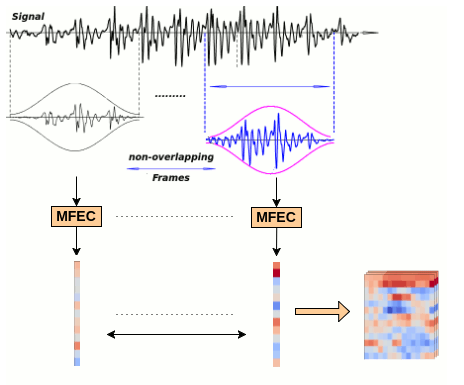 Signal
.........
non-overlapping
Frames
MFEC
MFEC